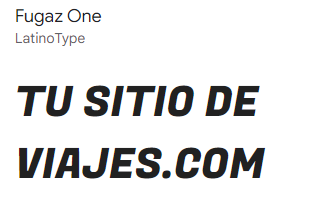 Fugaz One
LatinoType
TU SITIO DE
VIAJES.COM